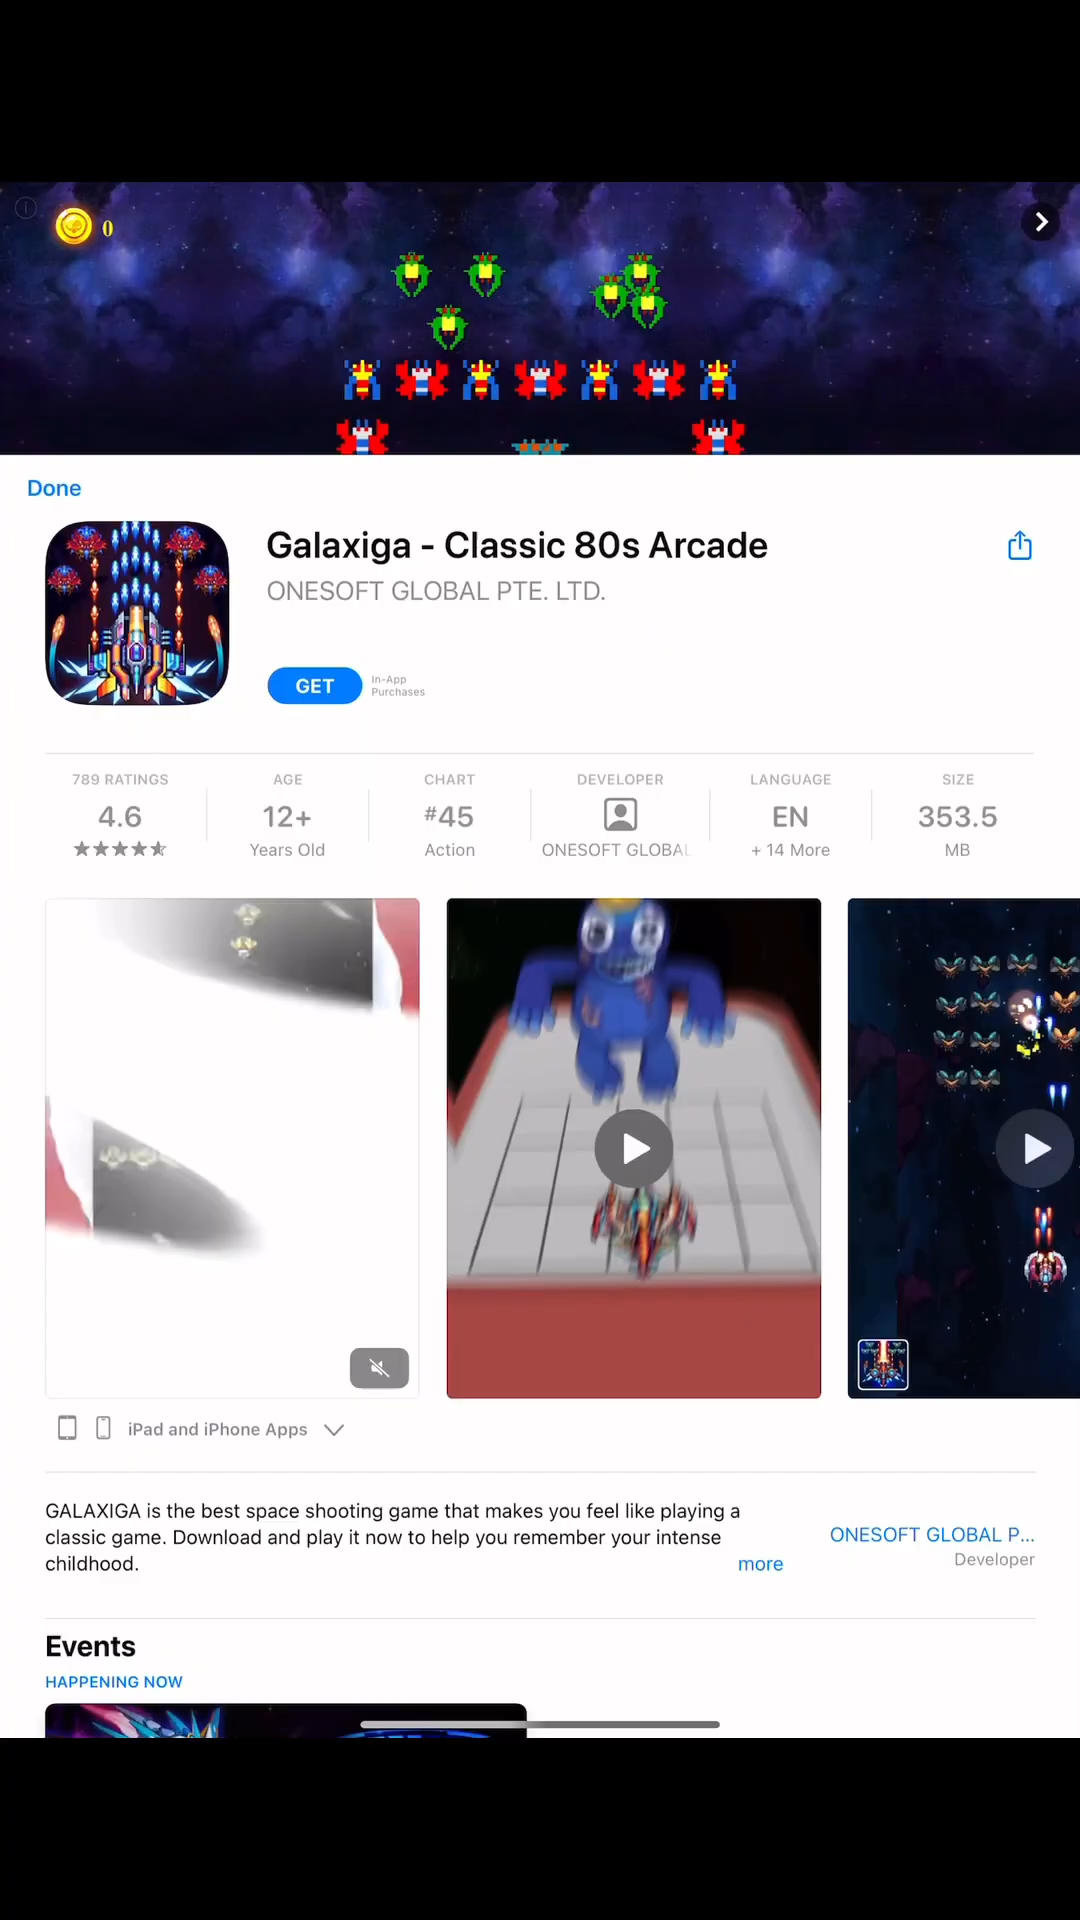 0
Done
Galaxiga - Classic 80s Arcade
ONESOFT GLOBAL PTE. LTD.
GET
In-App
Purchases
789 RATINGS
4.6
AGE
12+
Years Old
CHART
#45
Action
DEVELOPER
ONESOFT GLOBAL
LANGUAGE
EN
+ 14 More
SIZE
353.5
MB
iPad and iPhone Apps
GALAXIGA is the best space shooting game that makes you feel like playing a
classic game. Download and play it now to help you remember your intense
childhood.
more
ONESOFT GLOBAL P...
Developer
Events
HAPPENING NOW